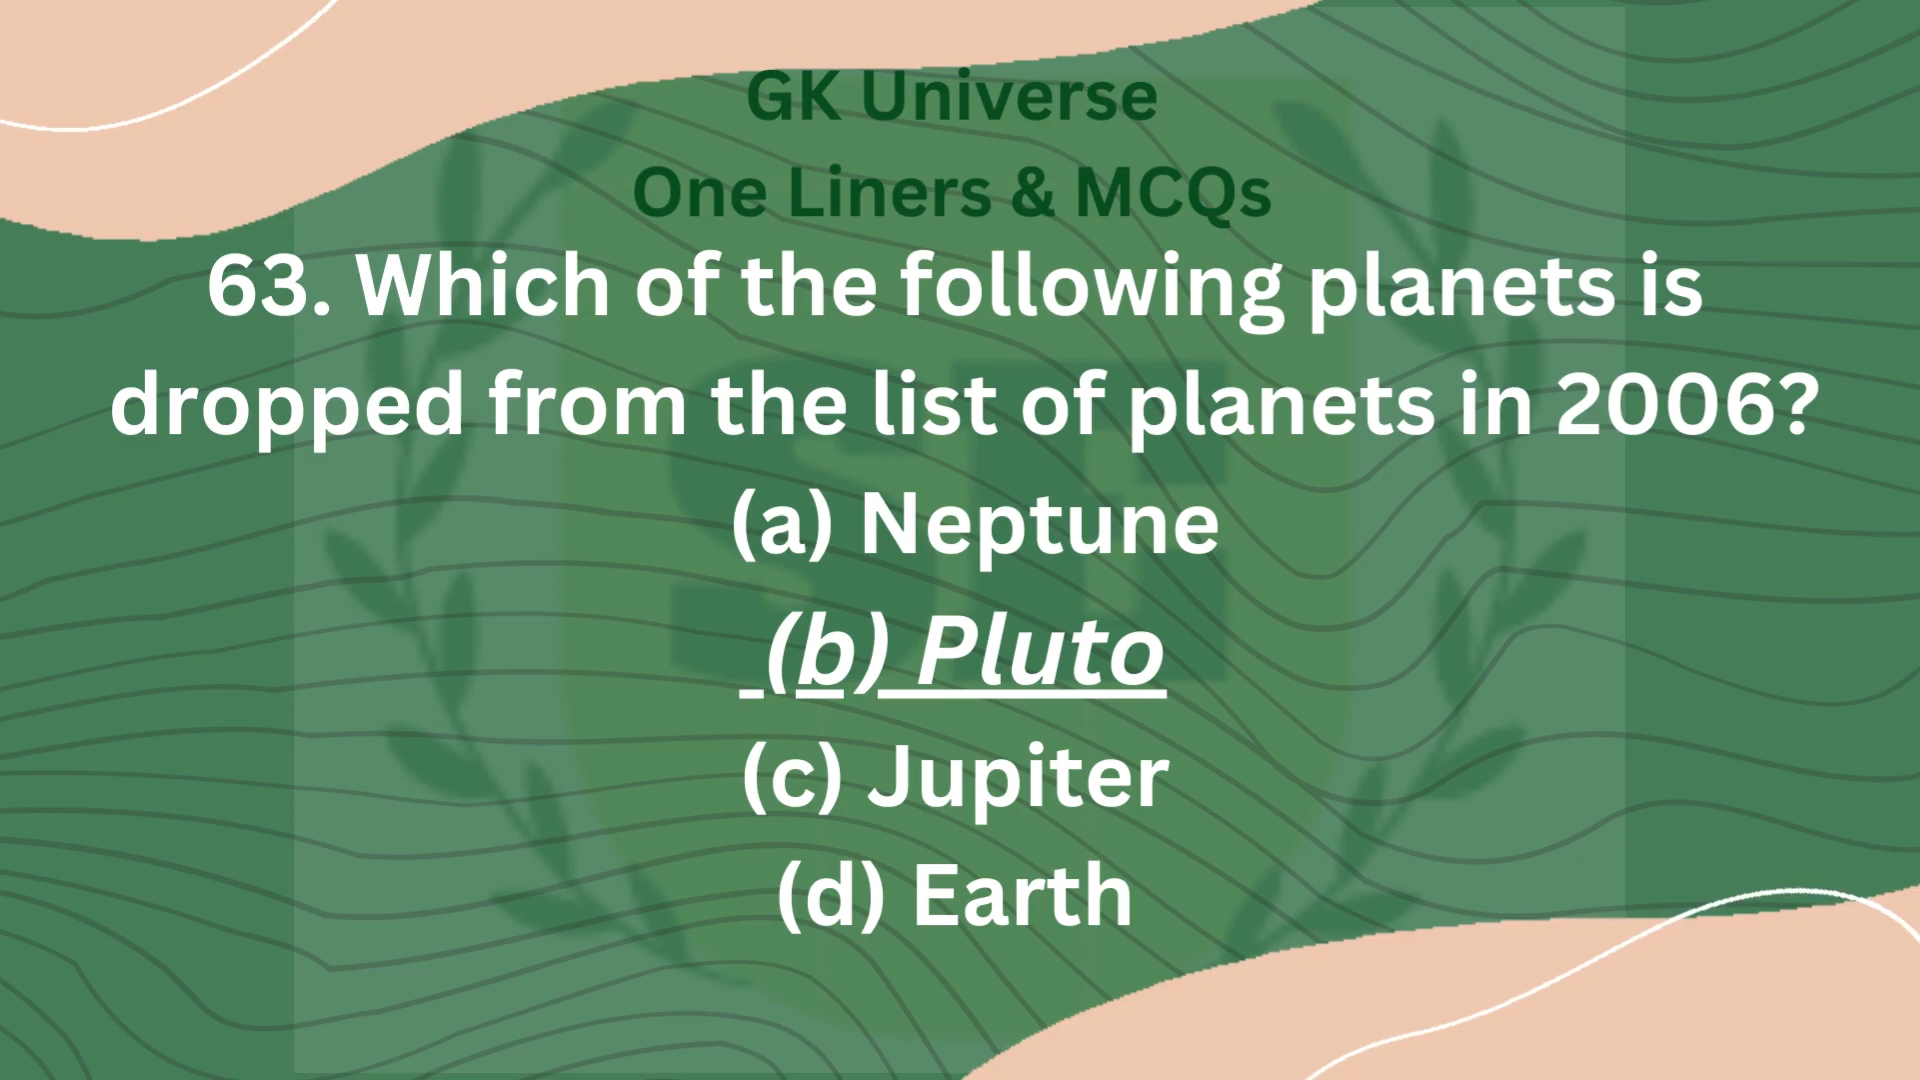 GK Universe
One Liners & MCQs
63. Which of the following planets is
dropped from the list of planets in 2006?
(a) Neptune
(b) Pluto
(c) Jupiter
(d) Earth